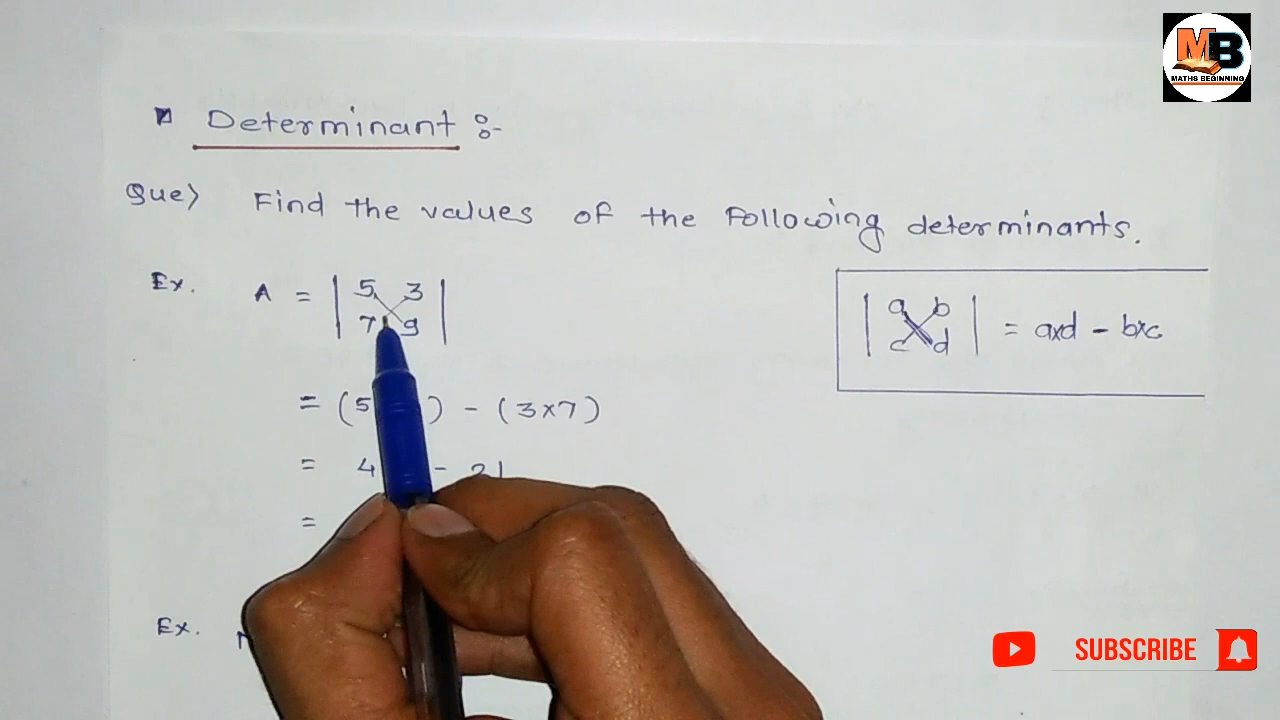 MB
MATHS BEGINNING
Determinant :-
Que) Find the values of the following determinants.
Ex. A = | 5 3 |
| 7 9 |
| a b |
| c d | = a×d - b×c
= (5 ) - (3×7)
= 4 - 21
=
Ex.
SUBSCRIBE